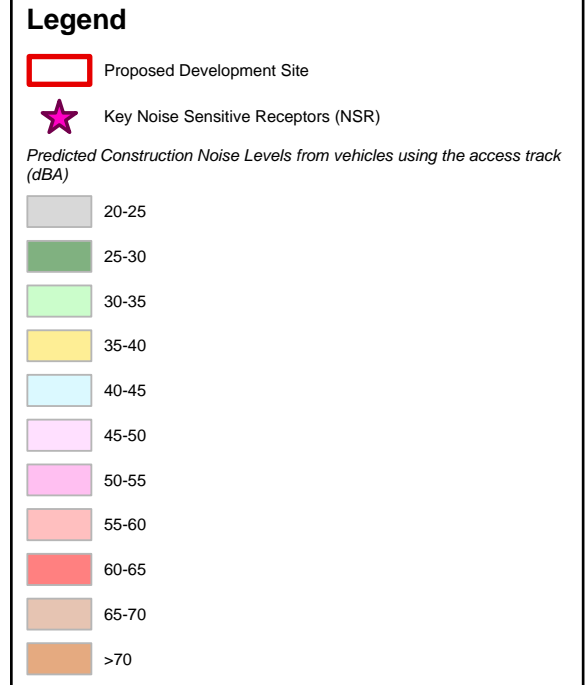 Legend
Proposed Development Site
Key Noise Sensitive Receptors (NSR)
Predicted Construction Noise Levels from vehicles using the access track
(dBA)
20-25
25-30
30-35
35-40
40-45
45-50
50-55
55-60
60-65
65-70
>70